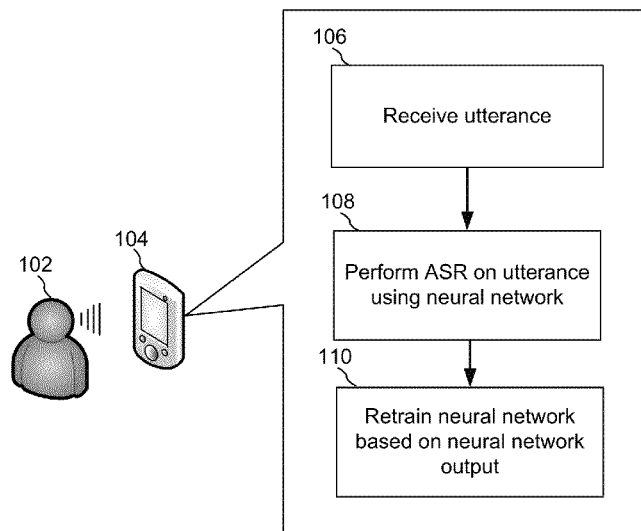 106
Receive utterance
108
Perform ASR on utterance
using neural network
104
102
110
Retrain neural network
based on neural network
output